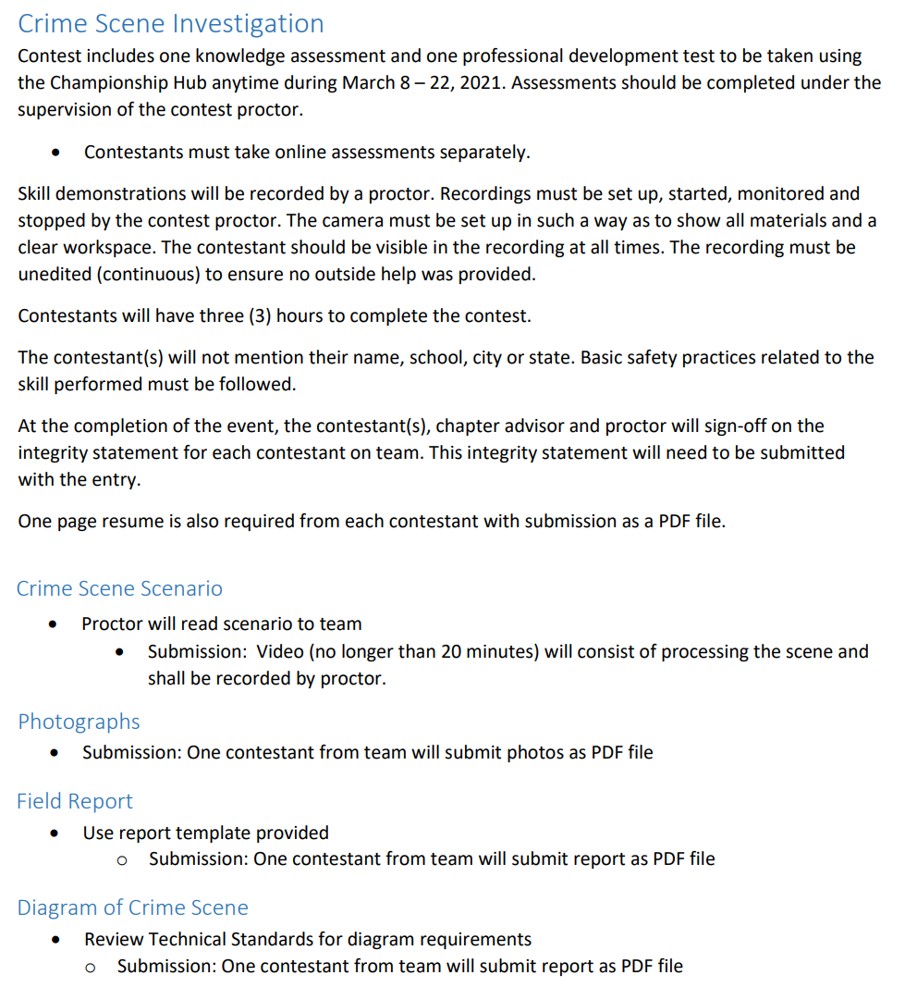 Crime Scene Investigation
Contest includes one knowledge assessment and one professional development test to be taken using
the Championship Hub anytime during March 8 – 22, 2021. Assessments should be completed under the
supervision of the contest proctor.
• Contestants must take online assessments separately.
Skill demonstrations will be recorded by a proctor. Recordings must be set up, started, monitored and
stopped by the contest proctor. The camera must be set up in such a way as to show all materials and a
clear workspace. The contestant should be visible in the recording at all times. The recording must be
unedited (continuous) to ensure no outside help was provided.
Contestants will have three (3) hours to complete the contest.
The contestant(s) will not mention their name, school, city or state. Basic safety practices related to the
skill performed must be followed.
At the completion of the event, the contestant(s), chapter advisor and proctor will sign-off on the
integrity statement for each contestant on team. This integrity statement will need to be submitted
with the entry.
One page resume is also required from each contestant with submission as a PDF file.
Crime Scene Scenario
• Proctor will read scenario to team
• Submission: Video (no longer than 20 minutes) will consist of processing the scene and
shall be recorded by proctor.
Photographs
• Submission: One contestant from team will submit photos as PDF file
Field Report
• Use report template provided
o Submission: One contestant from team will submit report as PDF file
Diagram of Crime Scene
• Review Technical Standards for diagram requirements
o Submission: One contestant from team will submit report as PDF file